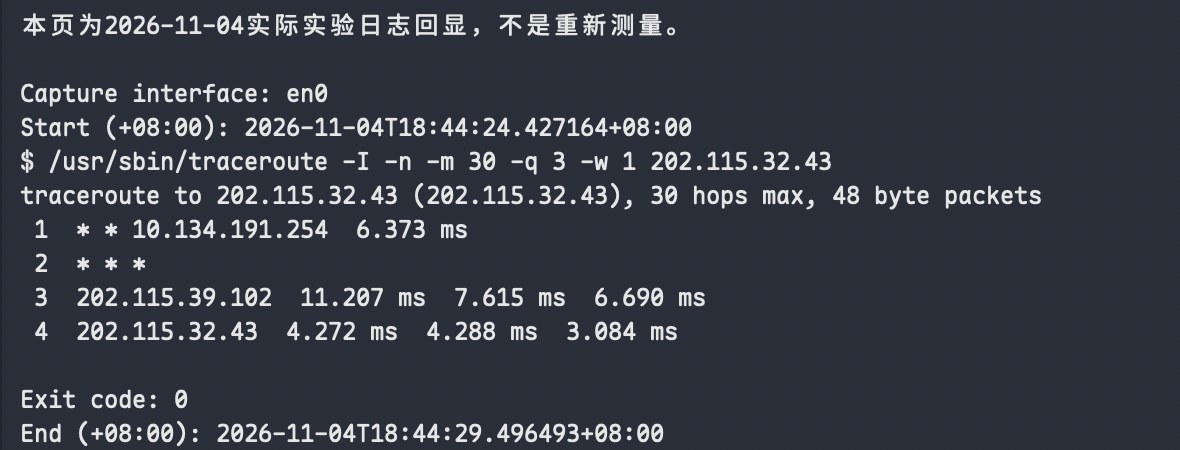 本页为2026-11-04实际实验日志回显，不是重新测量。
Capture interface: en0
Start (+08:00): 2026-11-04T18:44:24.427164+08:00
$ /usr/sbin/traceroute -I -n -m 30 -q 3 -w 1 202.115.32.43
traceroute to 202.115.32.43 (202.115.32.43), 30 hops max, 48 byte packets
 1  * * 10.134.191.254  6.373 ms
 2  * * *
 3  202.115.39.102  11.207 ms  7.615 ms  6.690 ms
 4  202.115.32.43  4.272 ms  4.288 ms  3.084 ms
Exit code: 0
End (+08:00): 2026-11-04T18:44:29.496493+08:00